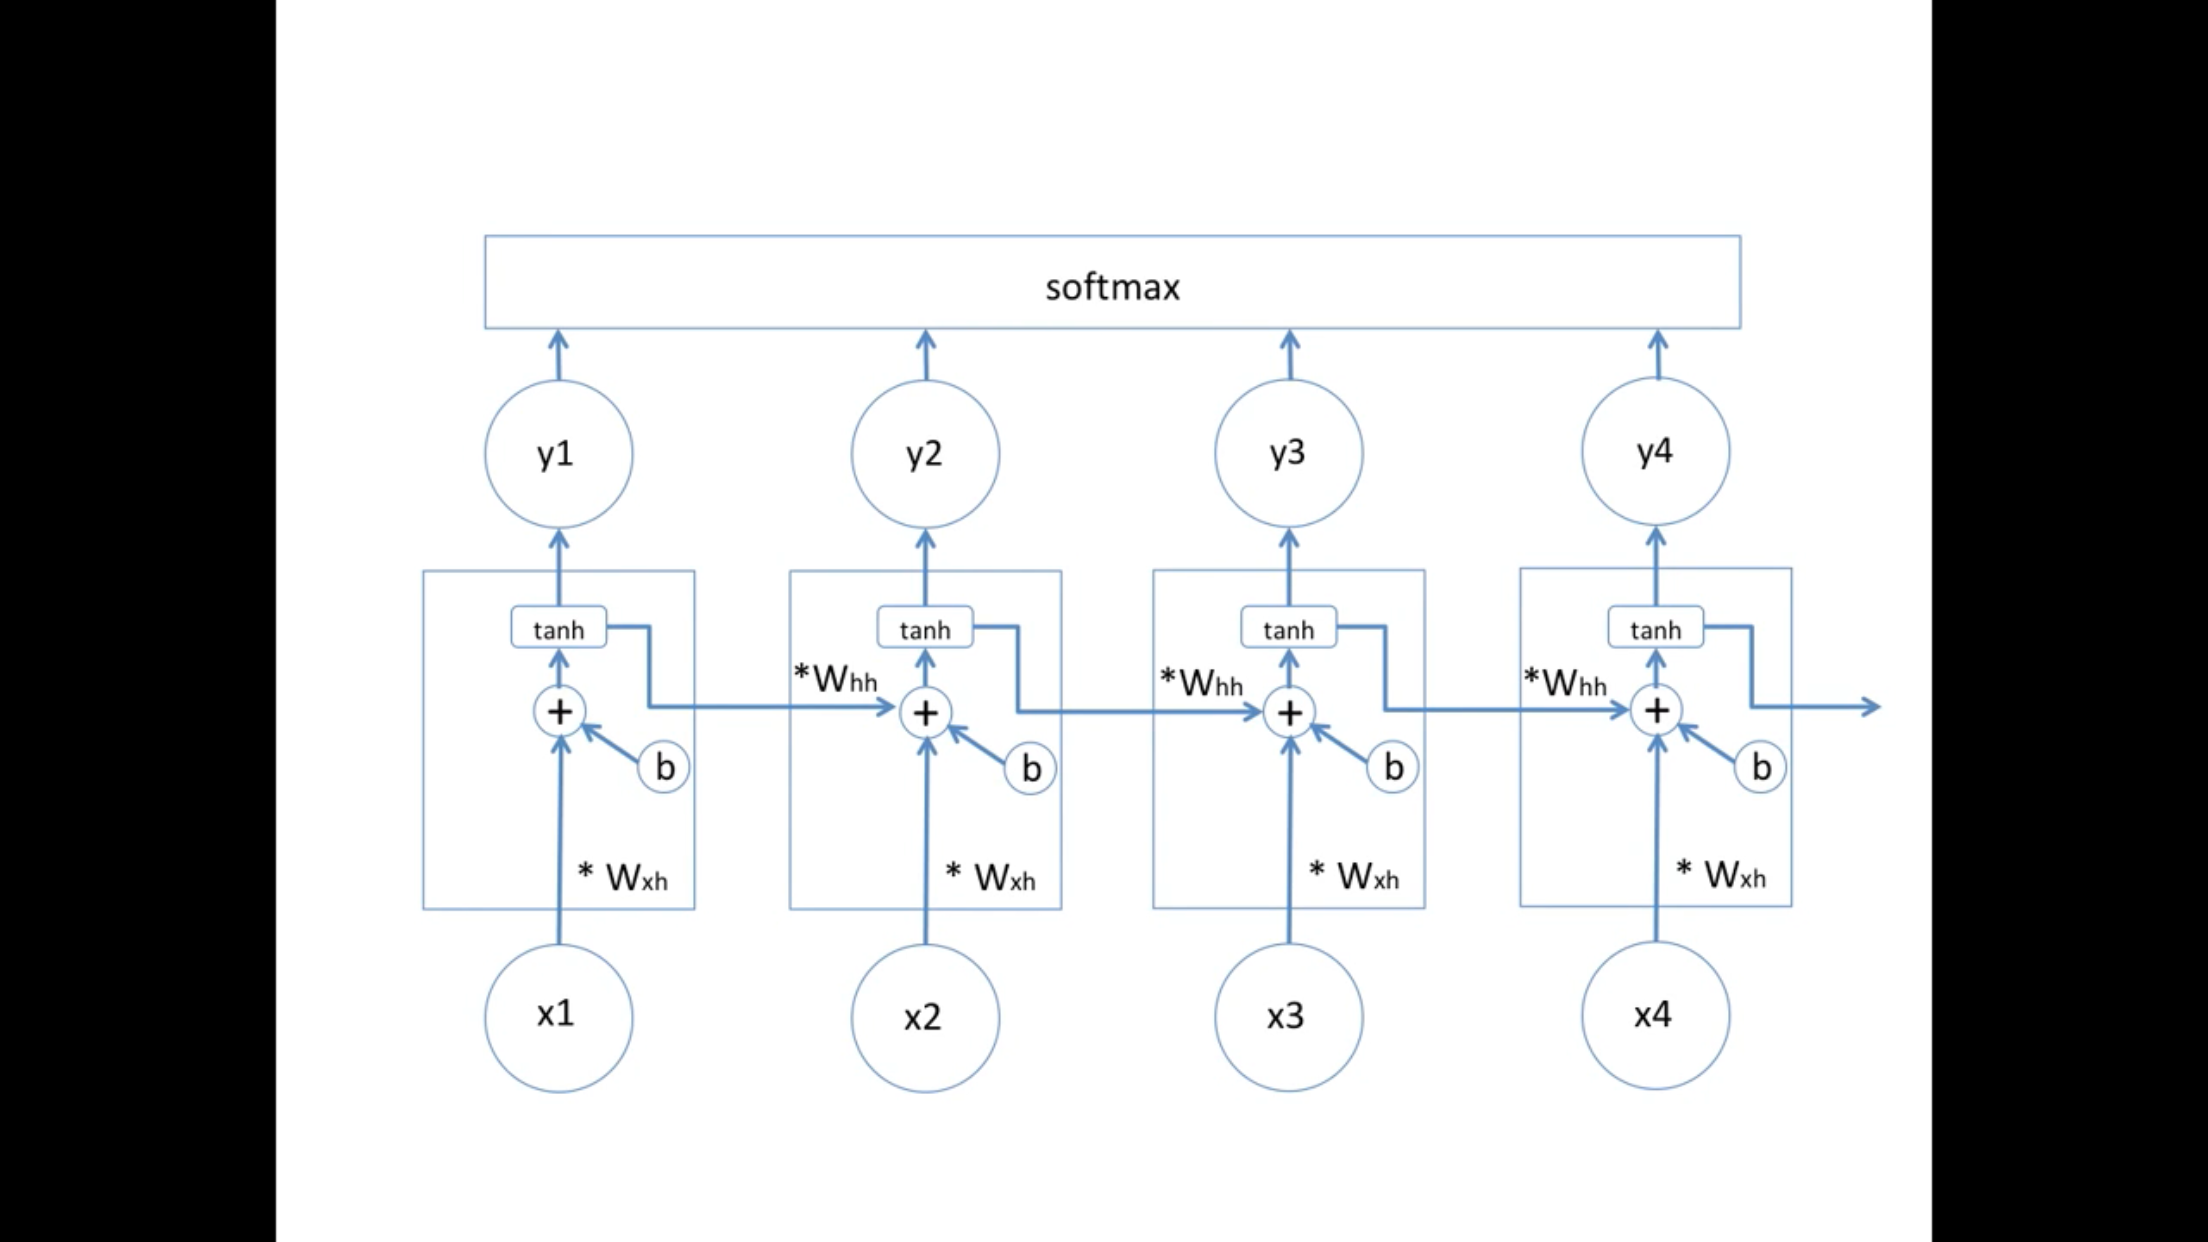 softmax
y1
y2
y3
y4
tanh
tanh
tanh
tanh
*Whh
*Whh
*Whh
+
+
+
+
b
b
b
b
* Wxh
* Wxh
* Wxh
* Wxh
x1
x2
x3
x4